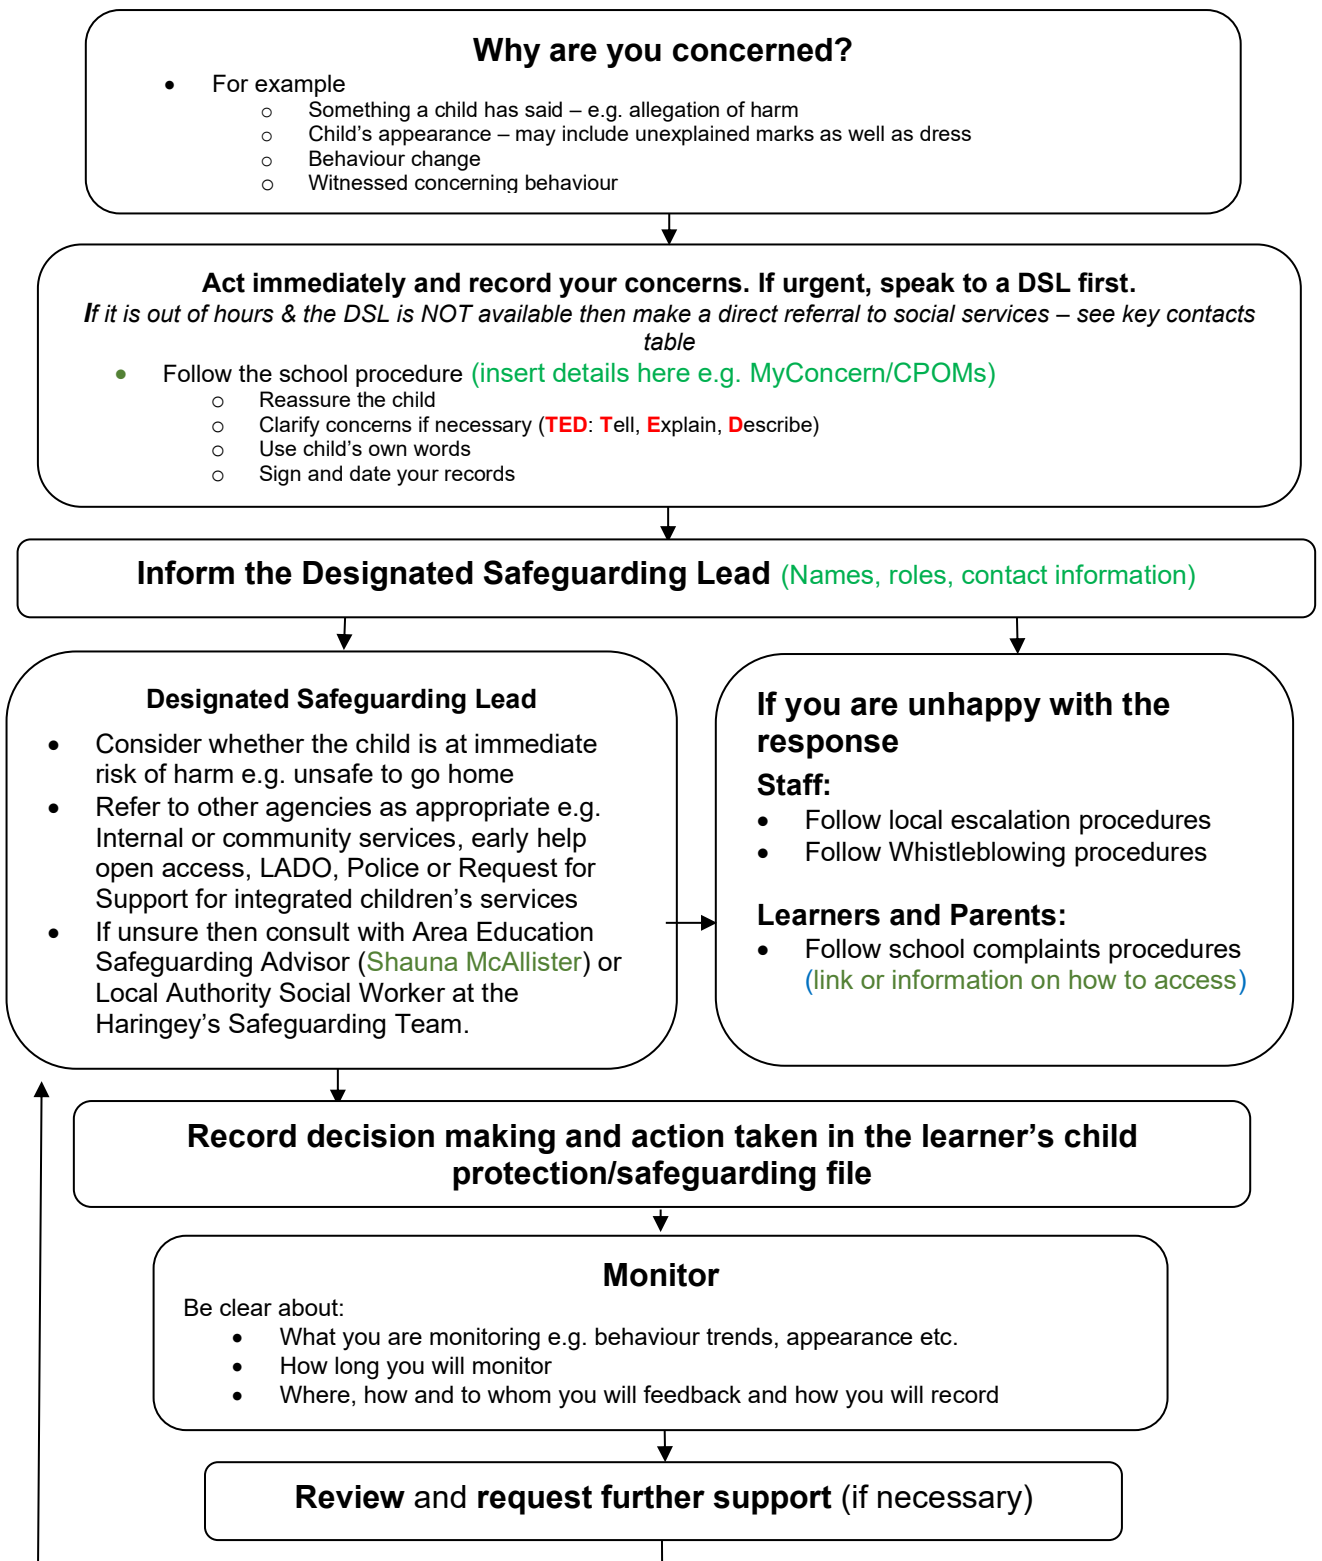 Why are you concerned?
• For example
o Something a child has said – e.g. allegation of harm
o Child's appearance – may include unexplained marks as well as dress
o Behaviour change
o Witnessed concerning behaviour
Act immediately and record your concerns. If urgent, speak to a DSL first.
If it is out of hours & the DSL is NOT available then make a direct referral to social services – see key contacts
table
• Follow the school procedure (insert details here e.g. MyConcern/CPOMs)
o Reassure the child
o Clarify concerns if necessary (TED: Tell, Explain, Describe)
o Use child's own words
o Sign and date your records
Inform the Designated Safeguarding Lead (Names, roles, contact information)
Designated Safeguarding Lead
• Consider whether the child is at immediate
risk of harm e.g. unsafe to go home
• Refer to other agencies as appropriate e.g.
Internal or community services, early help
open access, LADO, Police or Request for
Support for integrated children's services
• If unsure then consult with Area Education
Safeguarding Advisor (Shauna McAllister) or
Local Authority Social Worker at the
Haringey's Safeguarding Team.
If you are unhappy with the
response
Staff:
• Follow local escalation procedures
• Follow Whistleblowing procedures
Learners and Parents:
• Follow school complaints procedures
(link or information on how to access)
Record decision making and action taken in the learner's child
protection/safeguarding file
Monitor
Be clear about:
• What you are monitoring e.g. behaviour trends, appearance etc.
• How long you will monitor
• Where, how and to whom you will feedback and how you will record
Review and request further support (if necessary)